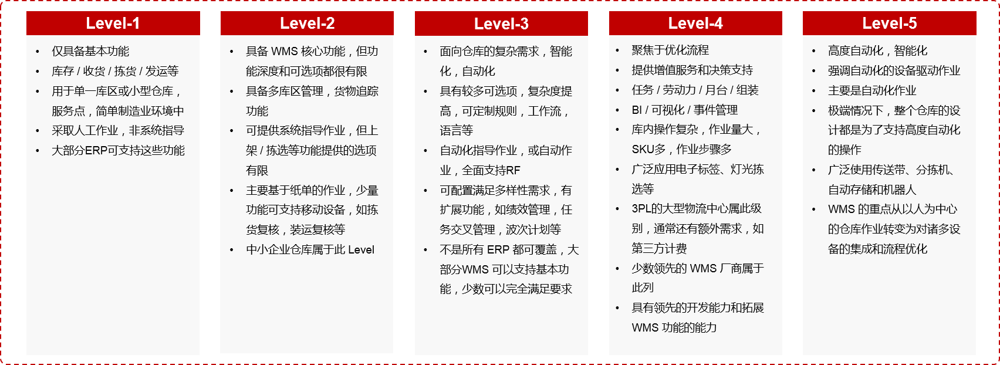 Level-1
• 仅具备基本功能
• 库存 / 收货 / 拣货 / 发运等
• 用于单一库区或小型仓库，
服务点，简单制造业环境中
• 采取人工作业，非系统指导
• 大部分ERP可支持这些功能
Level-2
• 具备 WMS 核心功能，但功
能深度和可选项都很有限
• 具备多库区管理，货物追踪
功能
• 可提供系统指导作业，但上
架 / 拣选等功能提供的选项
有限
• 主要基于纸单的作业，少量
功能可支持移动设备，如拣
货复核，装运复核等
• 中小企业仓库属于此 Level
Level-3
• 面向仓库的复杂需求，智能
化，自动化
• 具有较多可选项，复杂度提
高，可定制规则，工作流，
语言等
• 自动化指导作业，或自动作
业，全面支持RF
• 可配置满足多样性需求，有
扩展功能，如绩效管理，任
务交叉管理，波次计划等
• 不是所有 ERP 都可覆盖，大
部分WMS 可以支持基本功
能，少数可以完全满足要求
Level-4
• 聚焦于优化流程
• 提供增值服务和决策支持
• 任务 / 劳动力 / 月台 / 组装
• BI / 可视化 / 事件管理
• 库内操作复杂，作业量大，
SKU多，作业步骤多
• 广泛应用电子标签、灯光拣
选等
• 3PL的大型物流中心属此级
别，通常还有额外需求，如
第三方计费
• 少数领先的 WMS 厂商属于
此列
• 具有领先的开发能力和拓展
WMS 功能的能力
Level-5
• 高度自动化，智能化
• 强调自动化的设备驱动作业
• 主要是自动化作业
• 极端情况下，整个仓库的设
计都是为了支持高度自动化
的操作
• 广泛使用传送带、分拣机、
自动存储和机器人
• WMS 的重点从以人为中心
的仓库作业转变为对诸多设
备的集成和流程优化